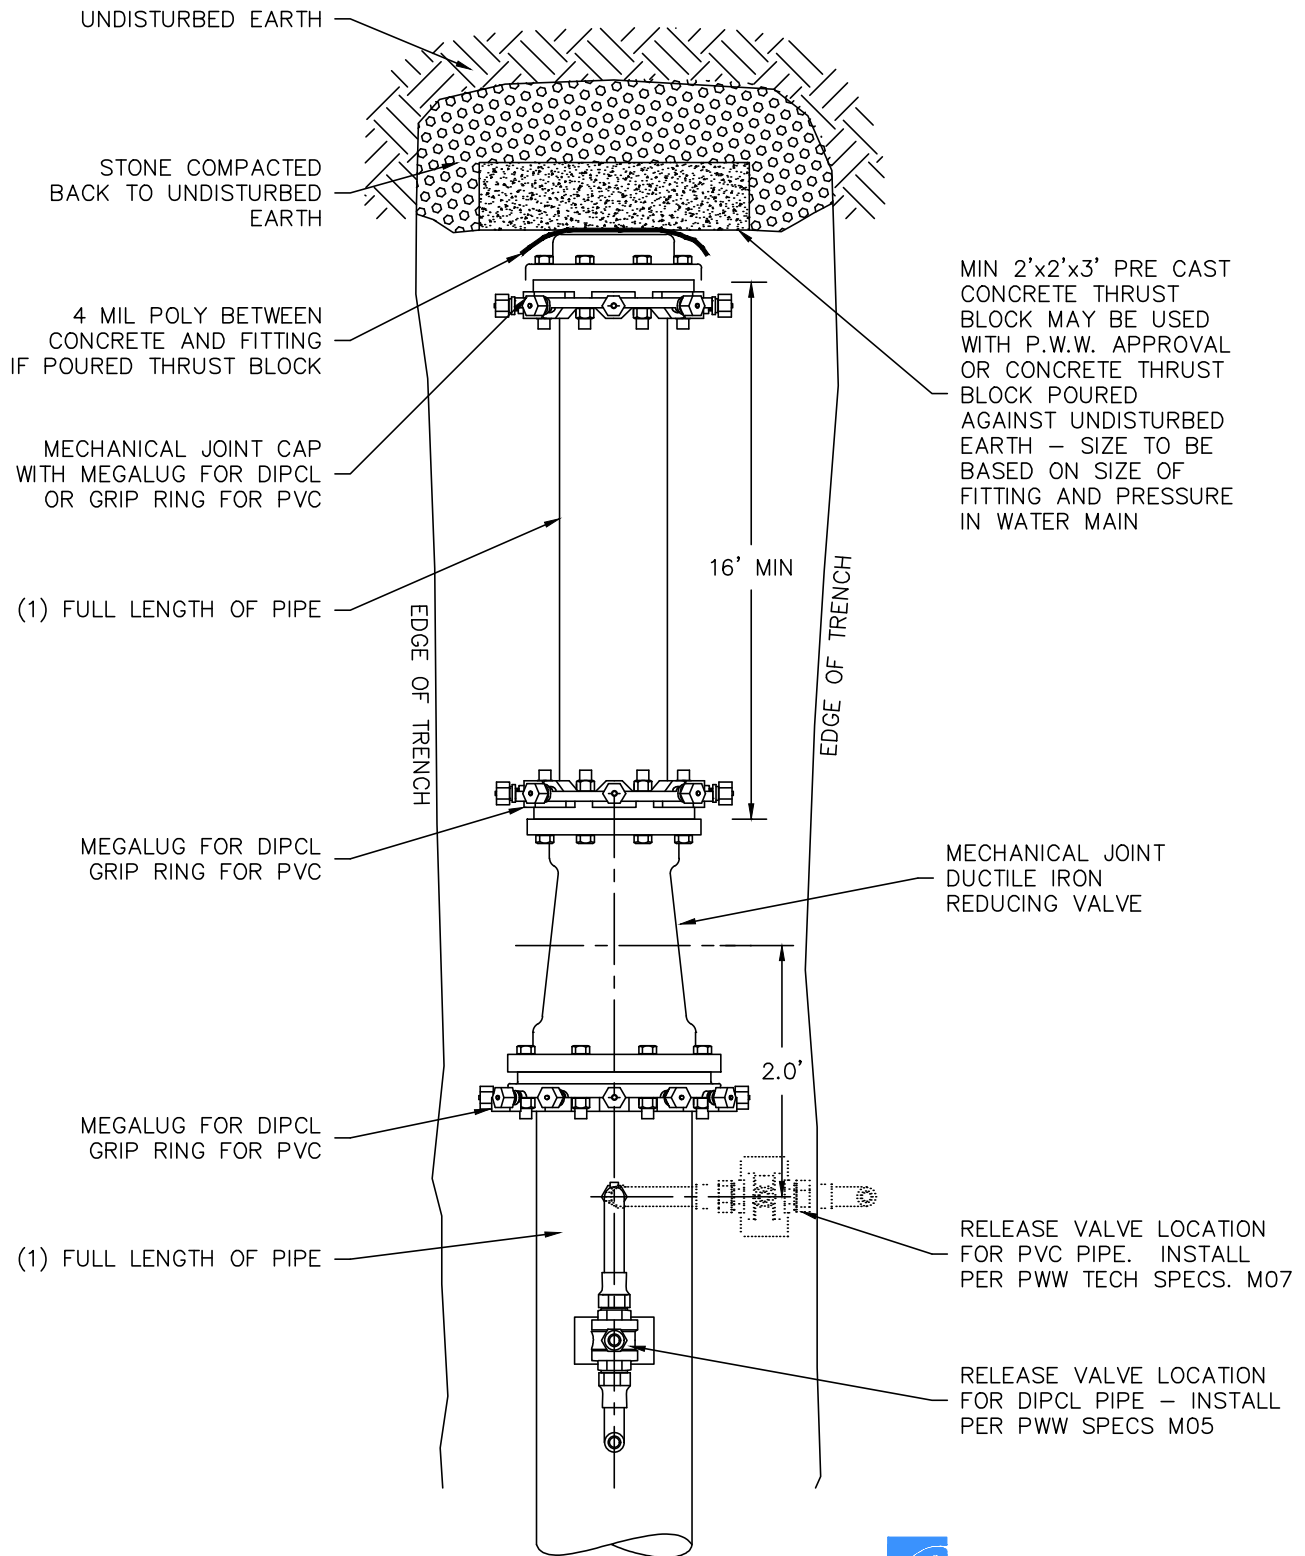 UNDISTURBED EARTH
STONE COMPACTED
BACK TO UNDISTURBED
EARTH
4 MIL POLY BETWEEN
CONCRETE AND FITTING
IF POURED THRUST BLOCK
MECHANICAL JOINT CAP
WITH MEGALUG FOR DIPCL
OR GRIP RING FOR PVC
(1) FULL LENGTH OF PIPE
MEGALUG FOR DIPCL
GRIP RING FOR PVC
MEGALUG FOR DIPCL
GRIP RING FOR PVC
(1) FULL LENGTH OF PIPE
EDGE OF TRENCH
16' MIN
EDGE OF TRENCH
2.0'
MIN 2'x2'x3' PRE CAST
CONCRETE THRUST
BLOCK MAY BE USED
WITH P.W.W. APPROVAL
OR CONCRETE THRUST
BLOCK POURED
AGAINST UNDISTURBED
EARTH – SIZE TO BE
BASED ON SIZE OF
FITTING AND PRESSURE
IN WATER MAIN
MECHANICAL JOINT
DUCTILE IRON
REDUCING VALVE
RELEASE VALVE LOCATION
FOR PVC PIPE. INSTALL
PER PWW TECH SPECS. M07
RELEASE VALVE LOCATION
FOR DIPCL PIPE – INSTALL
PER PWW SPECS M05